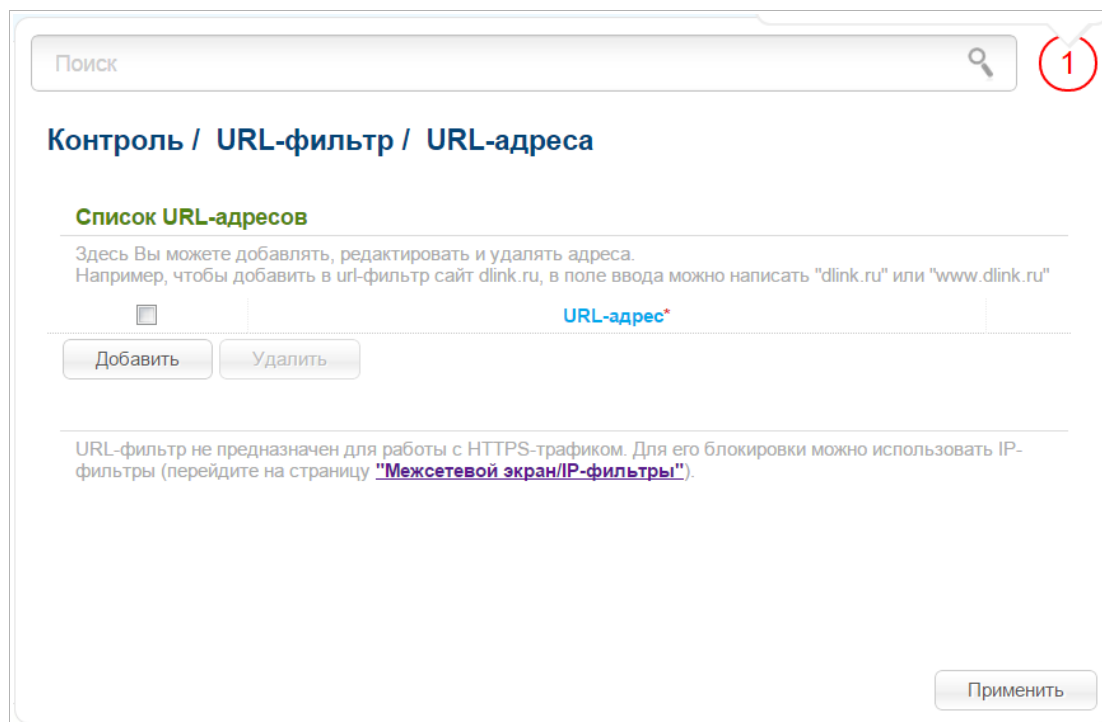 Поиск
1
Контроль / URL-фильтр / URL-адреса
Список URL-адресов
Здесь Вы можете добавлять, редактировать и удалять адреса.
Например, чтобы добавить в url-фильтр сайт dlink.ru, в поле ввода можно написать "dlink.ru" или "www.dlink.ru"
URL-адрес*
Добавить Удалить
URL-фильтр не предназначен для работы с HTTPS-трафиком. Для его блокировки можно использовать IP-
фильтры (перейдите на страницу "Межсетевой экран/IP-фильтры").
Применить